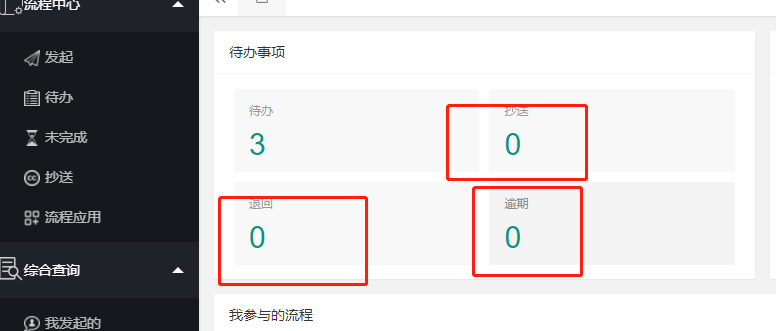 流程中心
发起
待办
未完成
抄送
流程应用
综合查询
我发起的
待办事项
待办
3
抄送
0
退回
0
逾期
0
我参与的流程